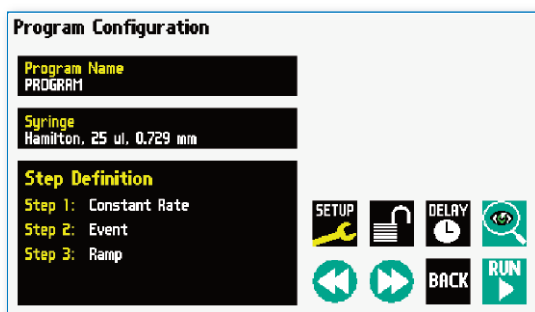 Program Configuration
Program Name
PROGRAM
Syringe
Hamilton, 25 ul, 0.729 mm
Step Definition
Step 1: Constant Rate
Step 2: Event
Step 3: Ramp
SETUP
DELAY
BACK
RUN